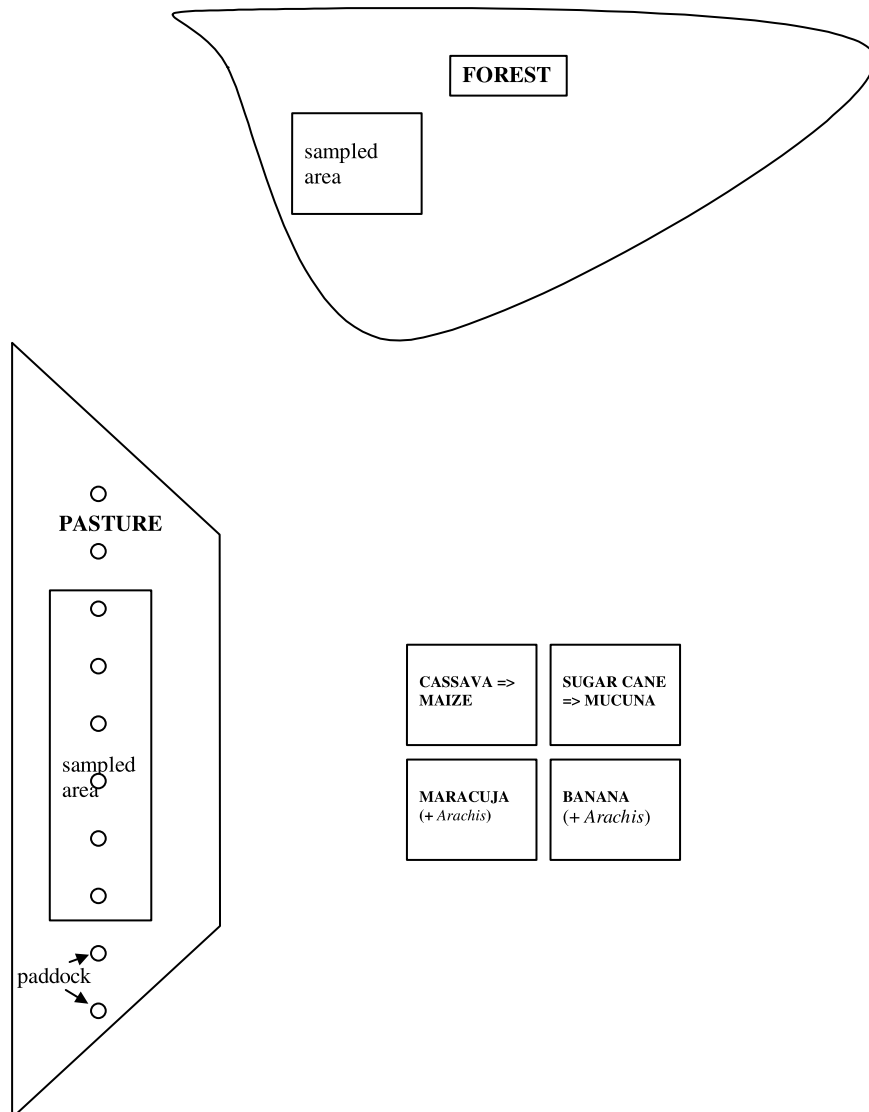 FOREST
sampled
area
PASTURE
sampled
area
paddock
CASSAVA =>
MAIZE
SUGAR CANE
=> MUCUNA
MARACUJA
(+ Arachis)
BANANA
(+ Arachis)